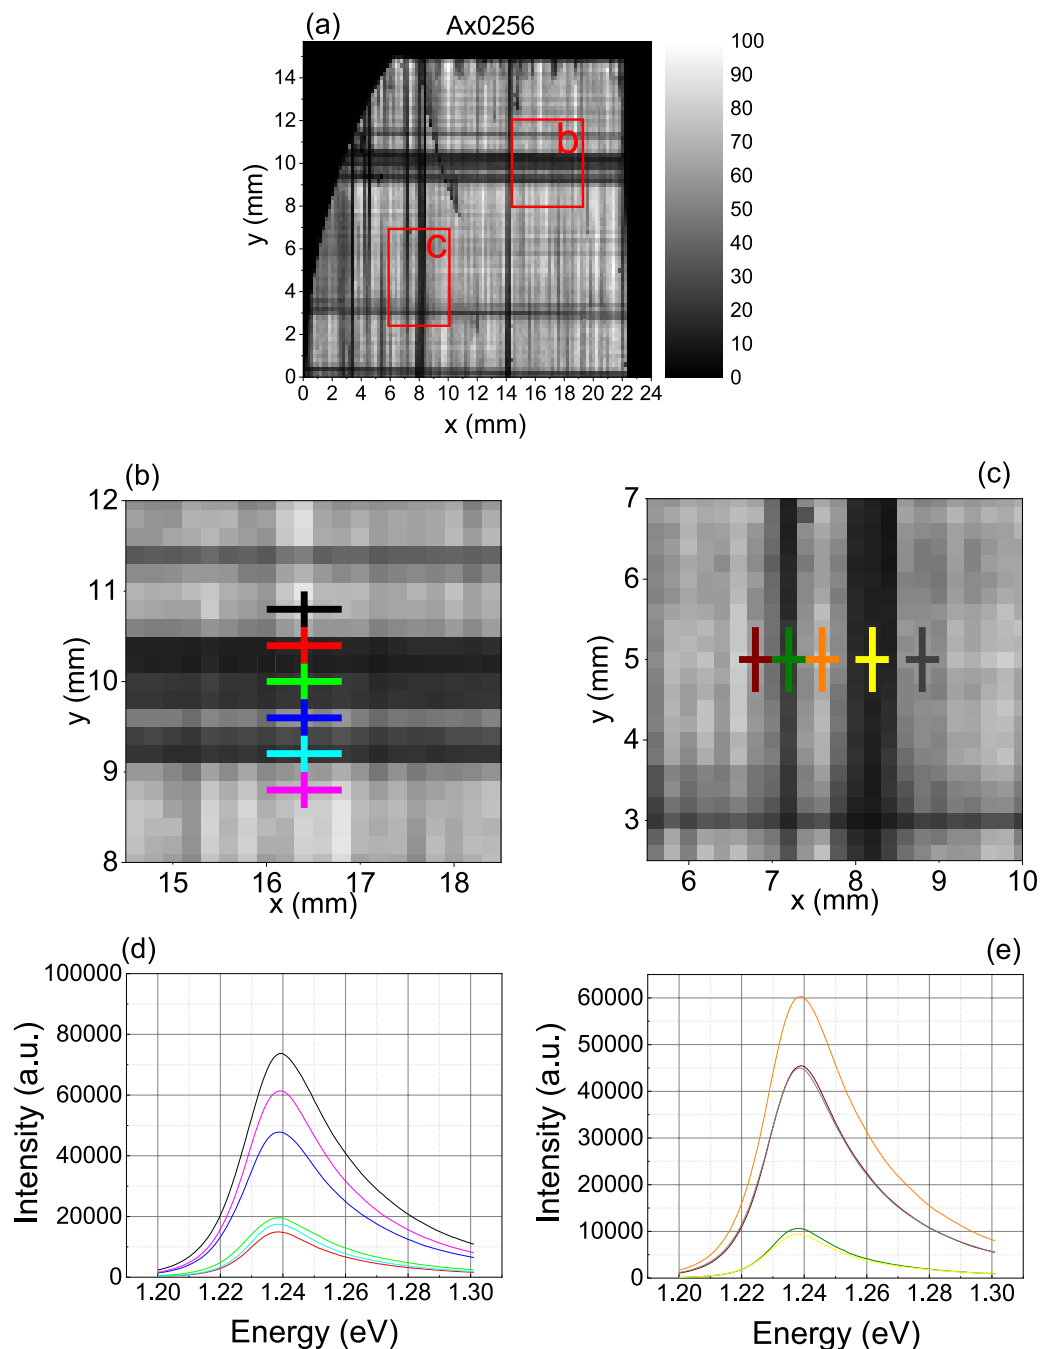 (a) Ax0256
14
12
10
8
6
4
2
0
y (mm)
0 2 4 6 8 10 12 14 16 18 20 22 24
x (mm)
100
90
80
70
60
50
40
30
20
10
0
b
c
(b)
12
11
10
9
8
y (mm)
15 16 17 18
x (mm)
(c)
7
6
5
4
3
y (mm)
6 7 8 9 10
x (mm)
(d)
100000
80000
60000
40000
20000
0
Intensity (a.u.)
1.20 1.22 1.24 1.26 1.28 1.30
Energy (eV)
(e)
60000
50000
40000
30000
20000
10000
0
Intensity (a.u.)
1.20 1.22 1.24 1.26 1.28 1.30
Energy (eV)